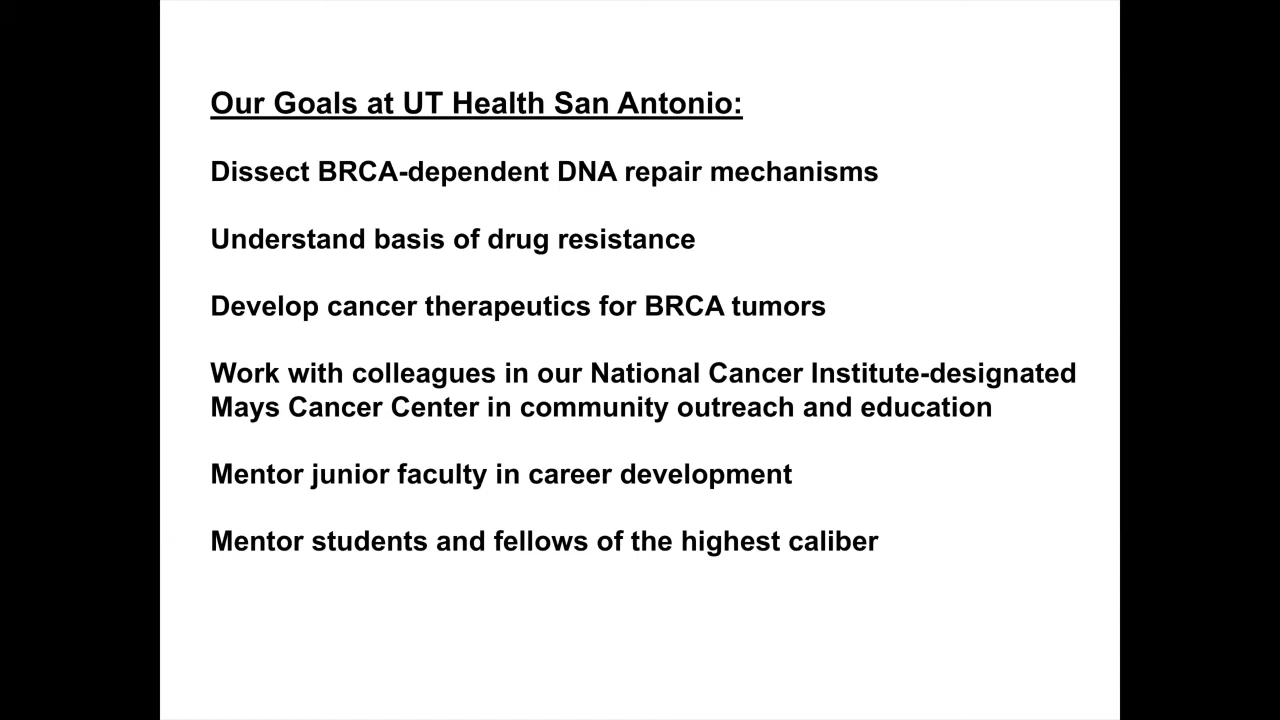 Our Goals at UT Health San Antonio:
Dissect BRCA-dependent DNA repair mechanisms
Understand basis of drug resistance
Develop cancer therapeutics for BRCA tumors
Work with colleagues in our National Cancer Institute-designated
Mays Cancer Center in community outreach and education
Mentor junior faculty in career development
Mentor students and fellows of the highest caliber